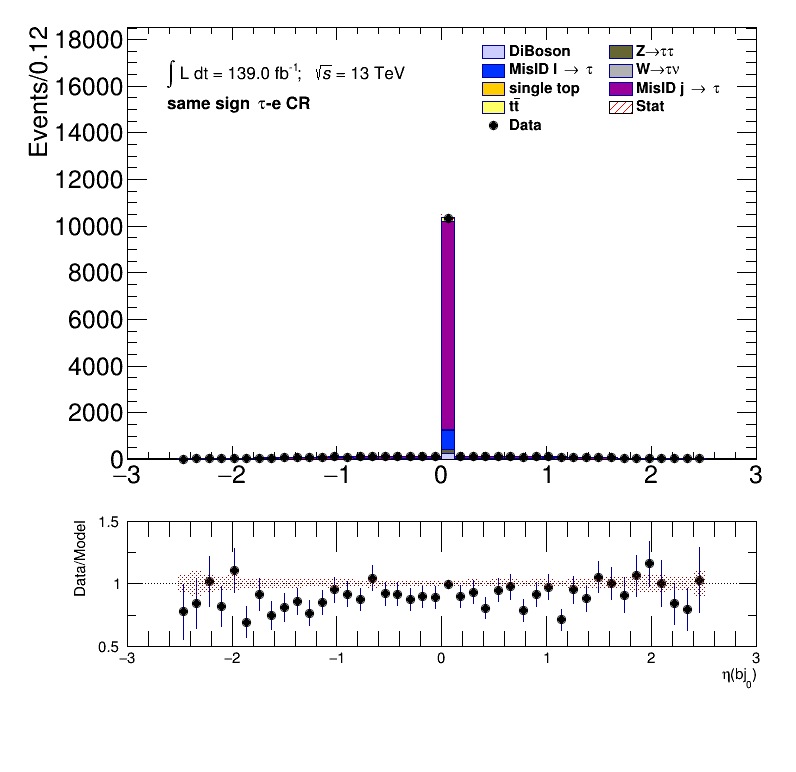 Events/0.12
18000
16000
14000
12000
10000
8000
6000
4000
2000
0
∫ L dt = 139.0 fb⁻¹; √s = 13 TeV
same sign τ-e CR
DiBoson
MisID l → τ
single top
tt̄
Data
Z→ττ
W→τν
MisID j → τ
Stat
−3 −2 −1 0 1 2 3
Data/Model
1.5
1
0.5
−3 −2 −1 0 1 2 3
η(bj₀)